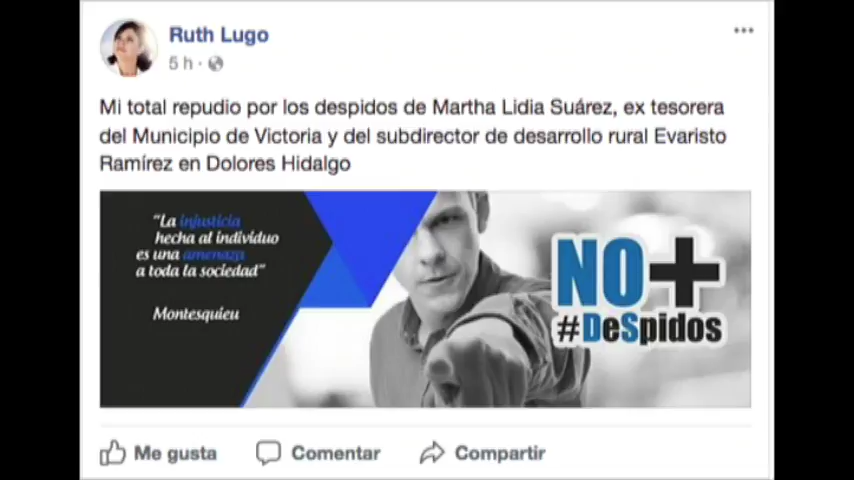 Ruth Lugo
5 h ·
Mi total repudio por los despidos de Martha Lidia Suárez, ex tesorera
del Municipio de Victoria y del subdirector de desarrollo rural Evaristo
Ramírez en Dolores Hidalgo
"La injusticia
hecha al individuo
es una amenaza
a toda la sociedad"
Montesquieu
NO+
#DeSpidos
Me gusta
Comentar
Compartir